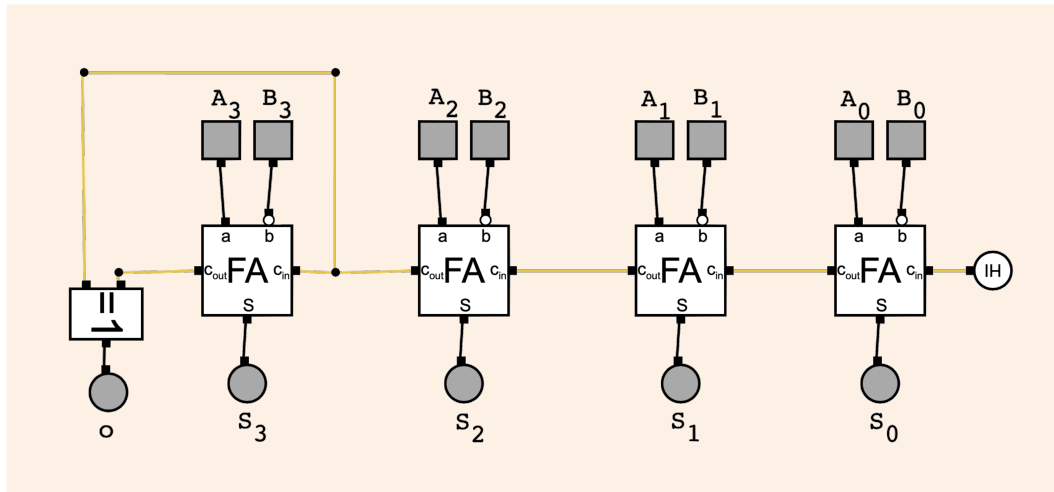 A3 B3 A2 B2 A1 B1 A0 B0
a b a b a b a b
cout FA cin cout FA cin cout FA cin cout FA cin IH
S S S S
=1
o S3 S2 S1 S0